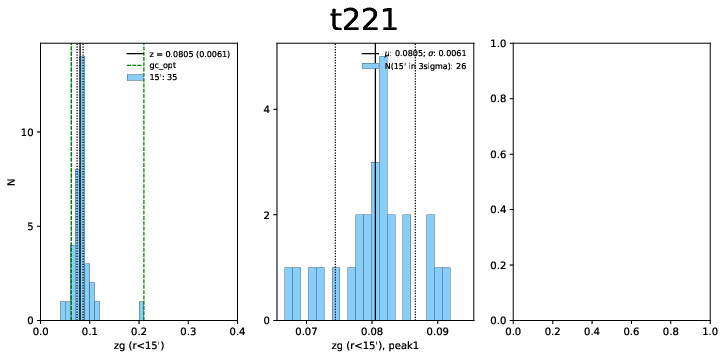 t221
z = 0.0805 (0.0061)
gc_opt
15': 35
N
10
5
0
0.0 0.1 0.2 0.3 0.4
zg (r<15')
μ: 0.0805; σ: 0.0061
N(15' in 3sigma): 26
4
2
0
0.07 0.08 0.09
zg (r<15'), peak1
1.0
0.8
0.6
0.4
0.2
0.0
0.0 0.2 0.4 0.6 0.8 1.0